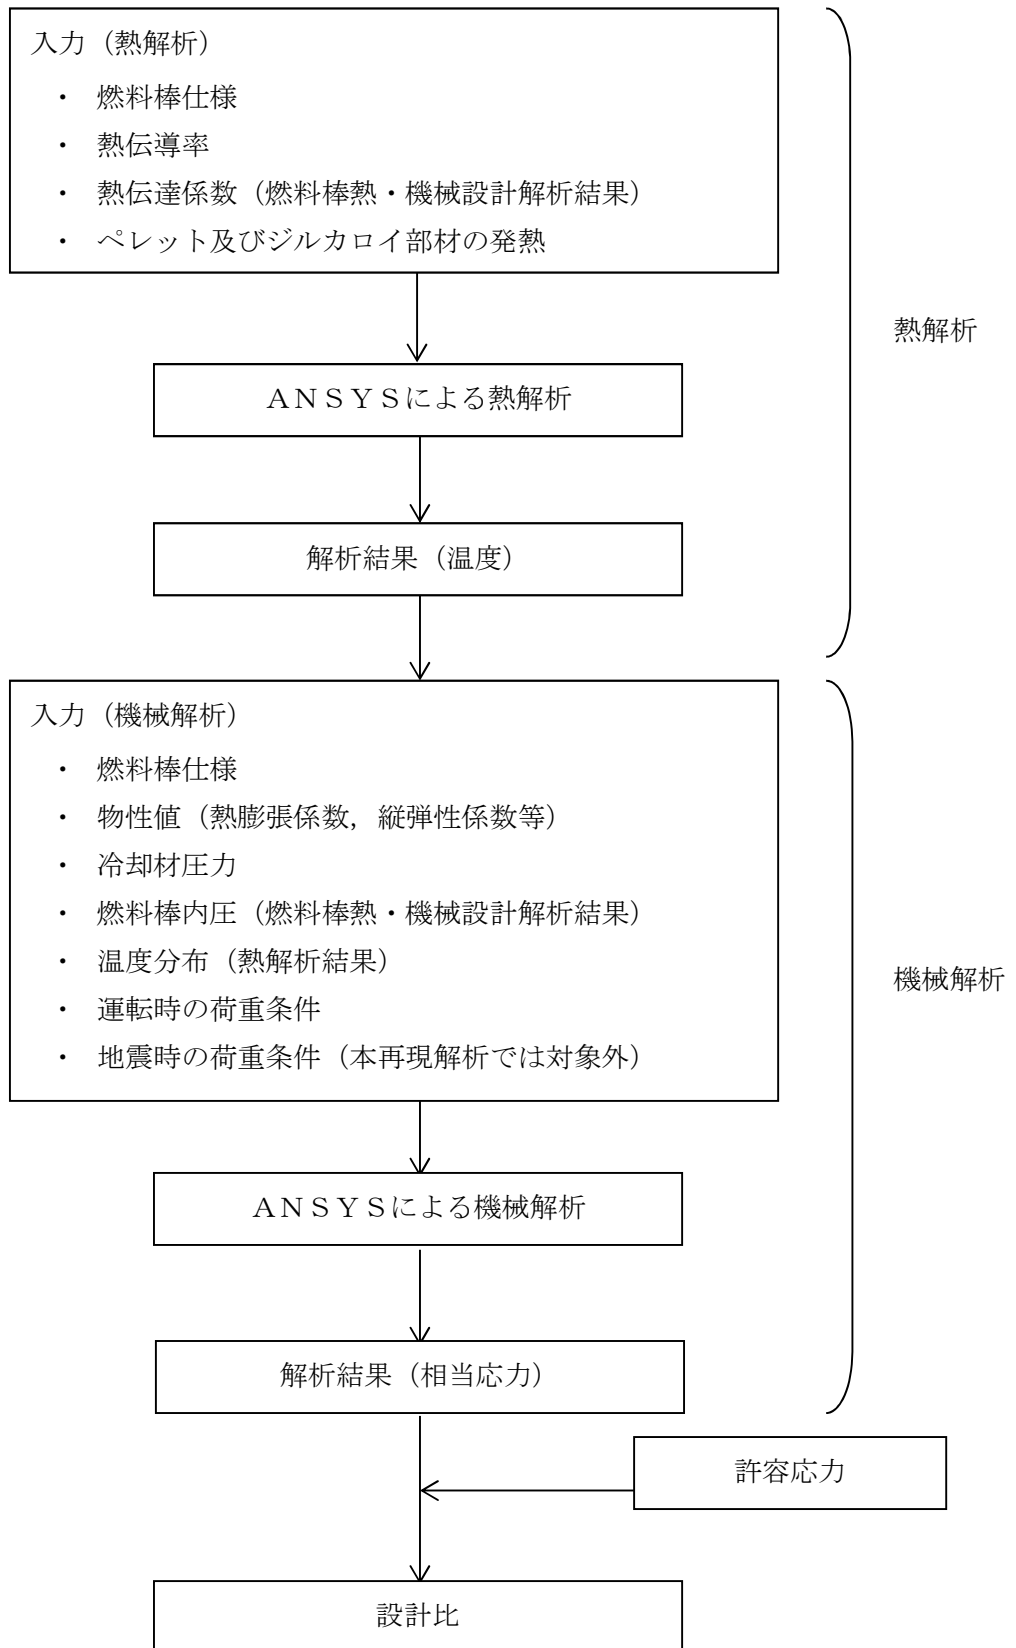 入力（熱解析）
・ 燃料棒仕様
・ 熱伝導率
・ 熱伝達係数（燃料棒熱・機械設計解析結果）
・ ペレット及びジルカロイ部材の発熱
熱解析
ＡＮＳＹＳによる熱解析
解析結果（温度）
入力（機械解析）
・ 燃料棒仕様
・ 物性値（熱膨張係数，縦弾性係数等）
・ 冷却材圧力
・ 燃料棒内圧（燃料棒熱・機械設計解析結果）
・ 温度分布（熱解析結果）
・ 運転時の荷重条件
・ 地震時の荷重条件（本再現解析では対象外）
機械解析
ＡＮＳＹＳによる機械解析
解析結果（相当応力）
許容応力
設計比